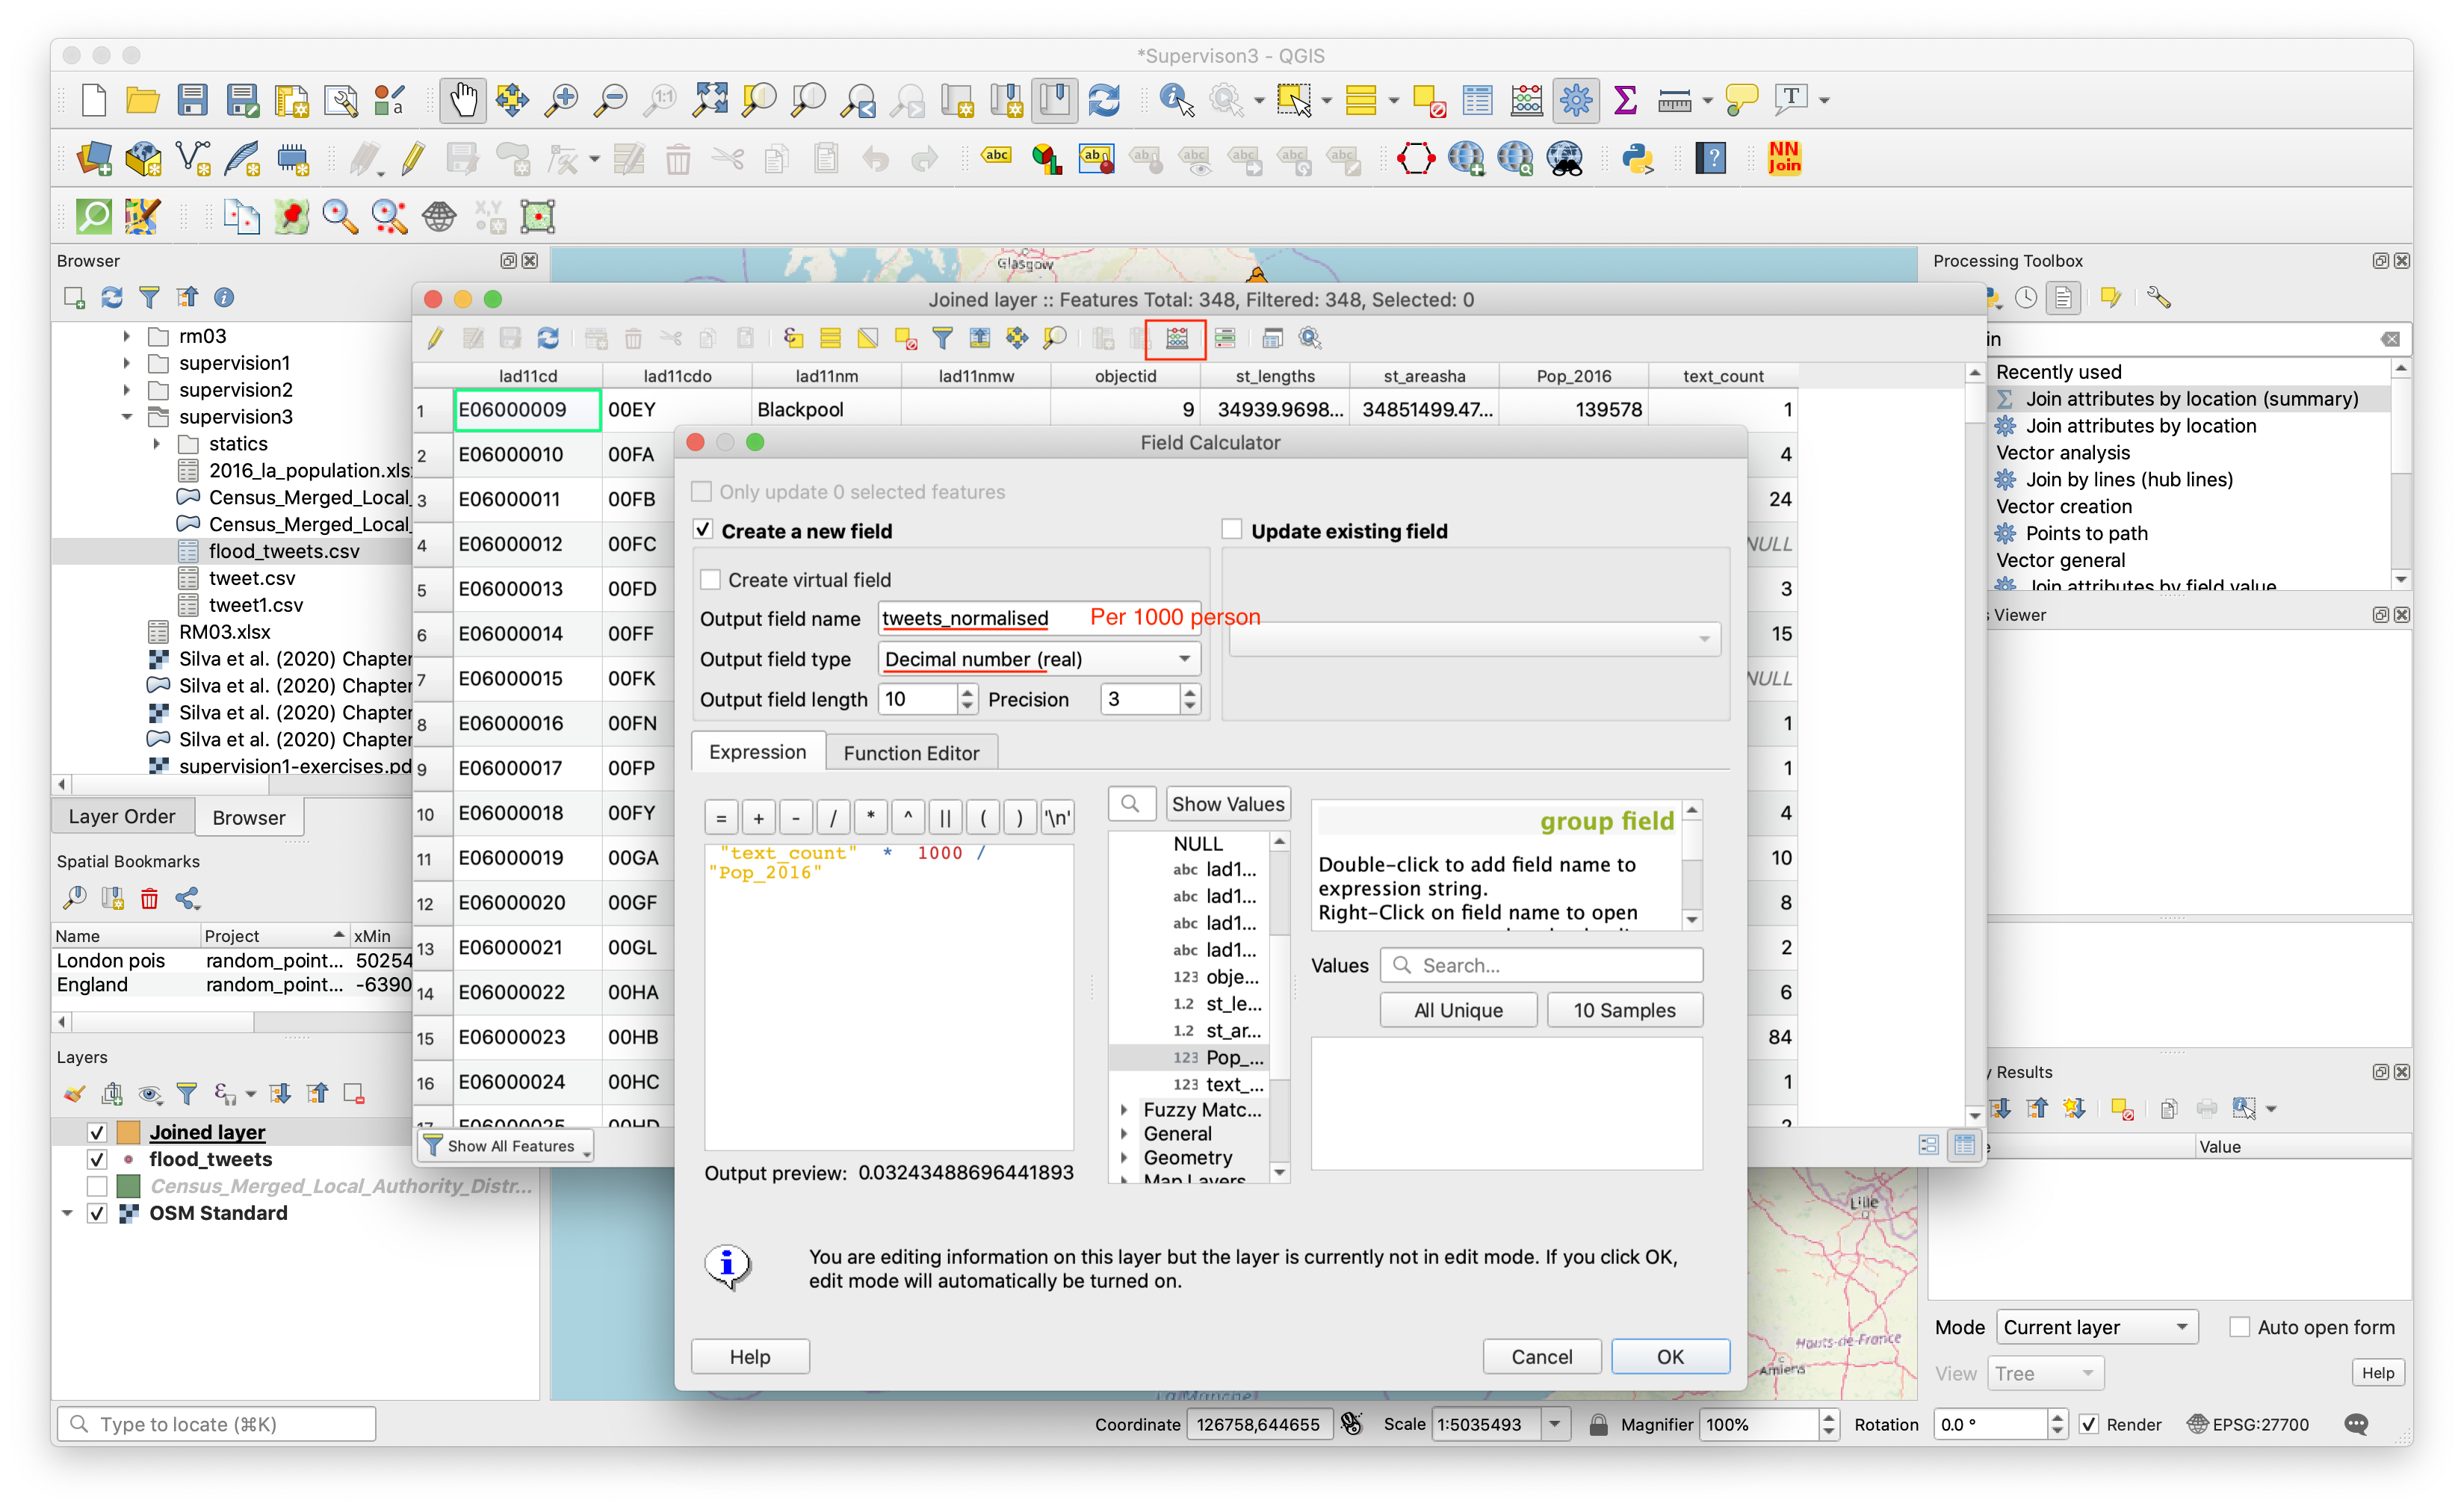 *Supervison3 - QGIS
1:1
a
abc
NN
Join
X,Y
Browser
Glasgow
Processing Toolbox
Joined layer :: Features Total: 348, Filtered: 348, Selected: 0
rm03
supervision1
supervision2
supervision3
statics
2016_la_population.xls
Census_Merged_Local_
Census_Merged_Local_
flood_tweets.csv
tweet.csv
tweet1.csv
RM03.xlsx
Silva et al. (2020) Chapter
Silva et al. (2020) Chapter
Silva et al. (2020) Chapter
Silva et al. (2020) Chapter
supervision1-exercises.pd
in
Recently used
Join attributes by location (summary)
Join attributes by location
Vector analysis
Join by lines (hub lines)
Vector creation
Points to path
Vector general
Join attributes by field value
s Viewer
lad11cd lad11cdo lad11nm lad11nmw objectid st_lengths st_areasha Pop_2016 text_count
1 E06000009 00EY Blackpool 9 34939.9698... 34851499.47... 139578 1
2 E06000010 00FA 4
3 E06000011 00FB 24
4 E06000012 00FC NULL
5 E06000013 00FD 3
6 E06000014 00FF 15
7 E06000015 00FK NULL
8 E06000016 00FN 1
9 E06000017 00FP 1
10 E06000018 00FY 4
11 E06000019 00GA 10
12 E06000020 00GF 8
13 E06000021 00GL 2
14 E06000022 00HA 6
15 E06000023 00HB 84
16 E06000024 00HC 1
17 E06000025 00HD 2
Show All Features
Field Calculator
Only update 0 selected features
Create a new field
Update existing field
Create virtual field
Output field name tweets_normalised Per 1000 person
Output field type Decimal number (real)
Output field length 10 Precision 3
Expression Function Editor
= + - / * ^ || ( ) '\n'
Show Values
"text_count" * 1000 /
"Pop_2016"
NULL
abc lad1...
abc lad1...
abc lad1...
abc lad1...
123 obje...
1.2 st_le...
1.2 st_ar...
123 Pop_...
123 text_...
Fuzzy Matc...
General
Geometry
Map Layers
group field
Double-click to add field name to
expression string.
Right-Click on field name to open
Values Search...
All Unique 10 Samples
Output preview: 0.03243488696441893
You are editing information on this layer but the layer is currently not in edit mode. If you click OK,
edit mode will automatically be turned on.
Help Cancel OK
Layer Order Browser
Spatial Bookmarks
Name Project xMin
London pois random_point... 50254
England random_point... -6390
Layers
Joined layer
flood_tweets
Census_Merged_Local_Authority_Distr...
OSM Standard
y Results
e Value
Lille
Hauts-de-France
Amiens
La Manche
Mode Current layer Auto open form
View Tree Help
Type to locate (⌘K)
Coordinate 126758,644655 Scale 1:5035493 Magnifier 100% Rotation 0.0 ° Render EPSG:27700